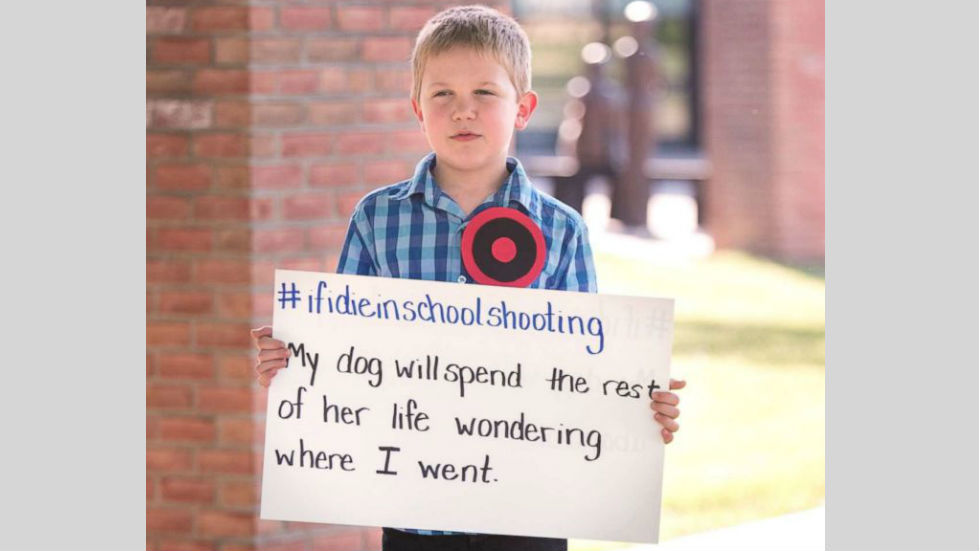 #ifidieinschoolshooting
My dog will spend the rest
of her life wondering
where I went.